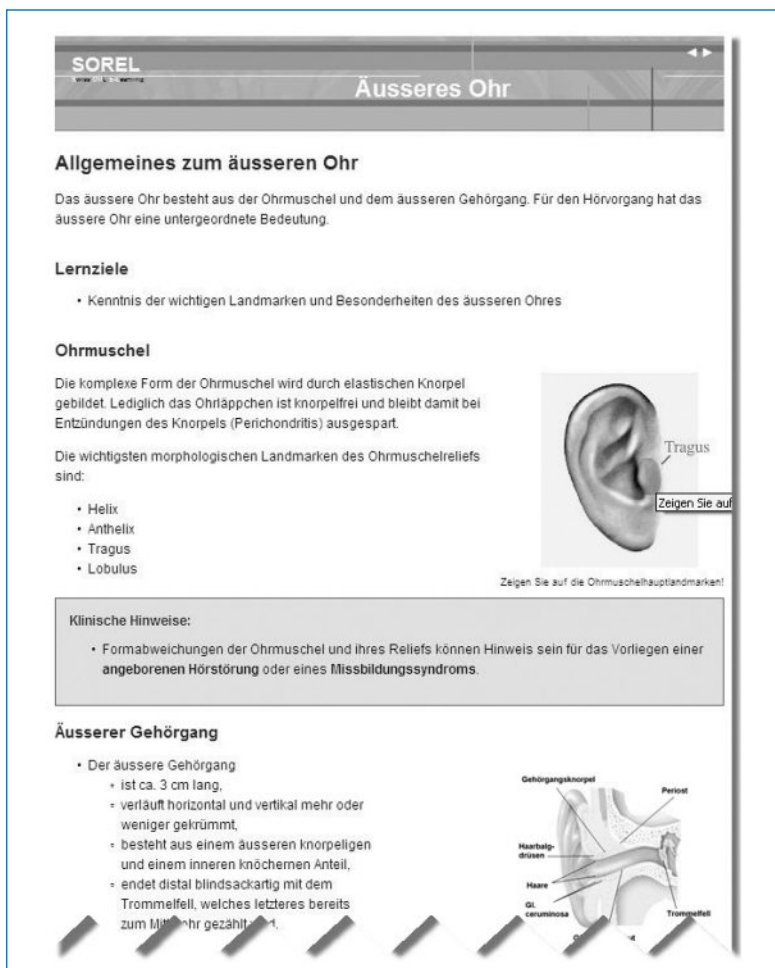 SOREL
Äusseres Ohr
Allgemeines zum äusseren Ohr
Das äussere Ohr besteht aus der Ohrmuschel und dem äusseren Gehörgang. Für den Hörvorgang hat das
äussere Ohr eine untergeordnete Bedeutung.
Lernziele
• Kenntnis der wichtigen Landmarken und Besonderheiten des äusseren Ohres
Ohrmuschel
Die komplexe Form der Ohrmuschel wird durch elastischen Knorpel
gebildet. Lediglich das Ohrläppchen ist knorpelfrei und bleibt damit bei
Entzündungen des Knorpels (Perichondritis) ausgespart.
Die wichtigsten morphologischen Landmarken des Ohrmuschelreliefs
sind:
• Helix
• Anthelix
• Tragus
• Lobulus
Tragus
Zeigen Sie auf
Zeigen Sie auf die Ohrmuschelhauptlandmarken!
Klinische Hinweise:
• Formabweichungen der Ohrmuschel und ihres Reliefs können Hinweis sein für das Vorliegen einer
angeborenen Hörstörung oder eines Missbildungssyndroms.
Äusserer Gehörgang
• Der äussere Gehörgang
∘ ist ca. 3 cm lang,
∘ verläuft horizontal und vertikal mehr oder
weniger gekrümmt,
∘ besteht aus einem äusseren knorpeligen
und einem inneren knöchernen Anteil,
∘ endet distal blindsackartig mit dem
Trommelfell, welches letzteres bereits
zum gezählt
Gehörgangsknorpel
Periost
Haarbalg-
drüsen
Haare
Gl.
ceruminosa
Trommelfell